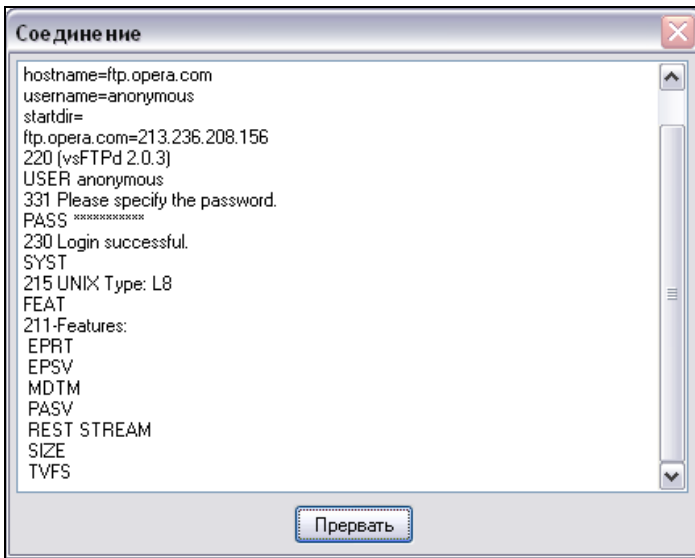 Соединение
hostname=ftp.opera.com
username=anonymous
startdir=
ftp.opera.com=213.236.208.156
220 (vsFTPd 2.0.3)
USER anonymous
331 Please specify the password.
PASS ***********
230 Login successful.
SYST
215 UNIX Type: L8
FEAT
211-Features:
EPRT
EPSV
MDTM
PASV
REST STREAM
SIZE
TVFS
Прервать